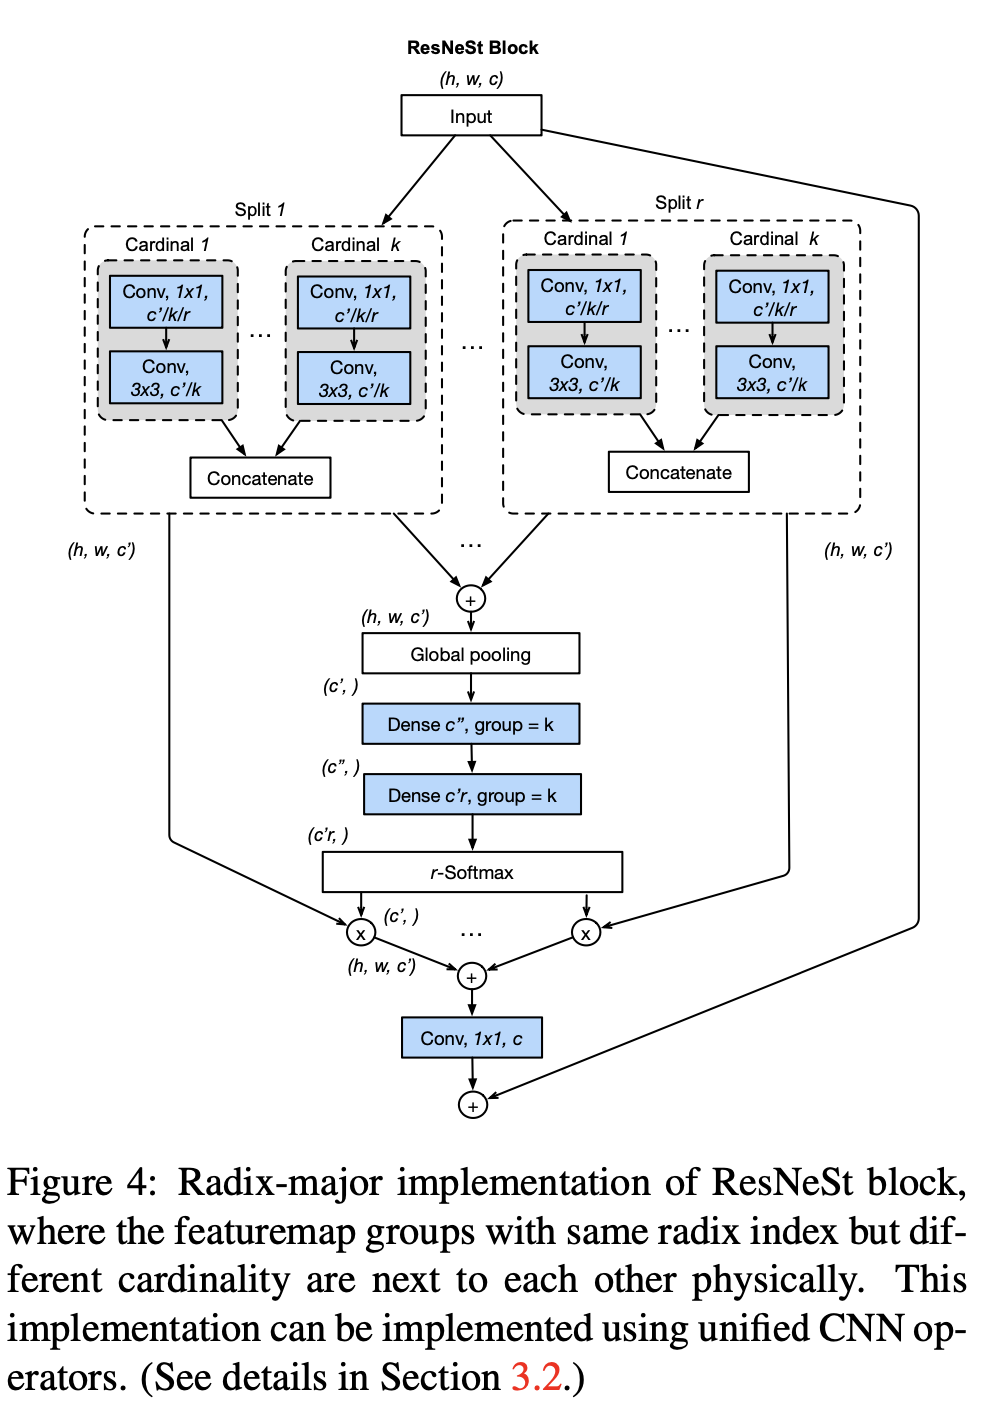 ResNeSt Block
(h, w, c)
Input
Split 1
Split r
Cardinal 1
Cardinal k
Cardinal 1
Cardinal k
Conv, 1x1,
c’/k/r
Conv, 1x1,
c’/k/r
Conv, 1x1,
c’/k/r
Conv, 1x1,
c’/k/r
...
...
...
Conv,
3x3, c’/k
Conv,
3x3, c’/k
Conv,
3x3, c’/k
Conv,
3x3, c’/k
Concatenate
Concatenate
(h, w, c’)
...
(h, w, c’)
+
(h, w, c’)
Global pooling
(c’, )
Dense c”, group = k
(c”, )
Dense c’r, group = k
(c’r, )
r-Softmax
(c’, )
x
...
x
(h, w, c’)
+
Conv, 1x1, c
+
Figure 4: Radix-major implementation of ResNeSt block,
where the featuremap groups with same radix index but dif-
ferent cardinality are next to each other physically. This
implementation can be implemented using unified CNN op-
erators. (See details in Section 3.2.)